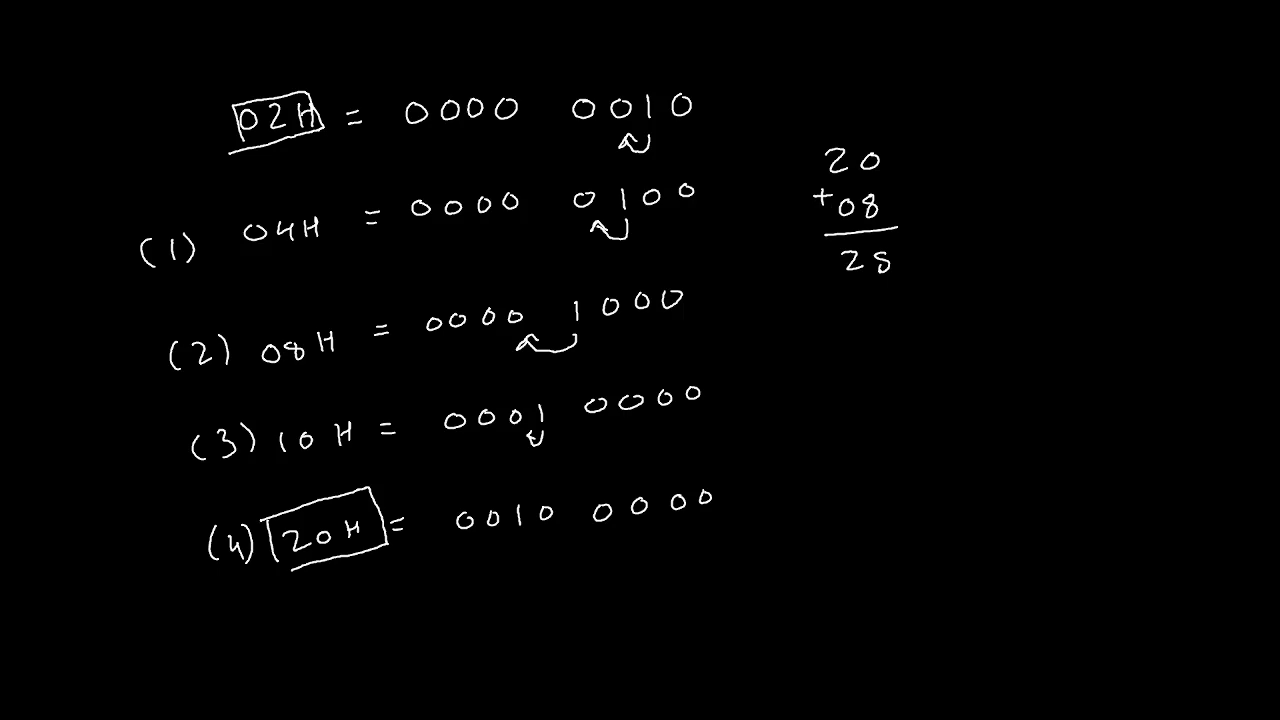 02H = 0000 0010
(1) 04H = 0000 0100
(2) 08H = 0000 1000
(3) 10H = 0001 0000
(4) 20H = 0010 0000
20
+08
28